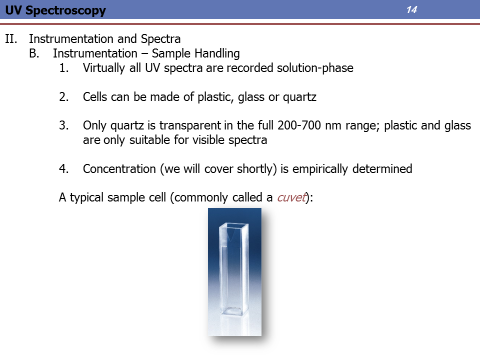 UV Spectroscopy 14
II. Instrumentation and Spectra
B. Instrumentation – Sample Handling
1. Virtually all UV spectra are recorded solution-phase
2. Cells can be made of plastic, glass or quartz
3. Only quartz is transparent in the full 200-700 nm range; plastic and glass
are only suitable for visible spectra
4. Concentration (we will cover shortly) is empirically determined
A typical sample cell (commonly called a cuvet):